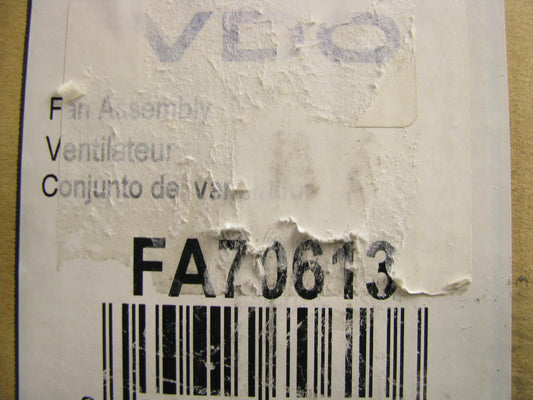 VDO
Fan Assembly
Ventilateur
Conjunto de
FA70613